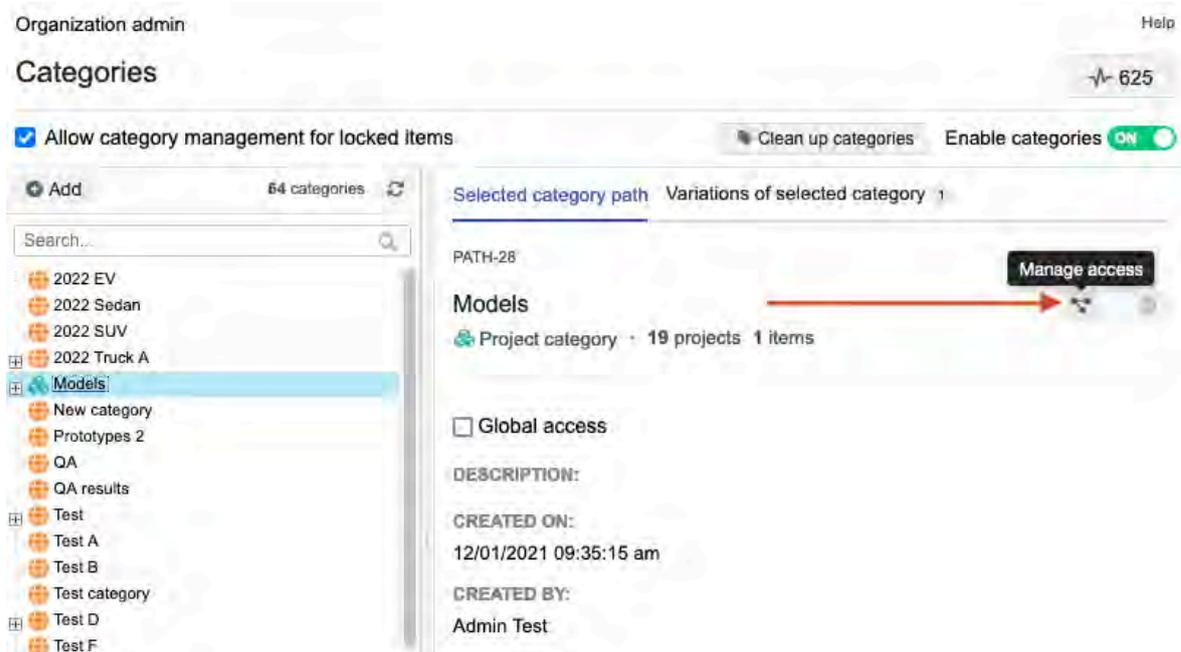 Organization admin
Help
Categories
625
Allow category management for locked items
Clean up categories
Enable categories ON
Add
64 categories
Selected category path
Variations of selected category 1
Search...
PATH-28
Manage access
Models
Project category · 19 projects 1 items
2022 EV
2022 Sedan
2022 SUV
2022 Truck A
Models
New category
Prototypes 2
QA
QA results
Test
Test A
Test B
Test category
Test D
Test F
Global access
DESCRIPTION:
CREATED ON:
12/01/2021 09:35:15 am
CREATED BY:
Admin Test